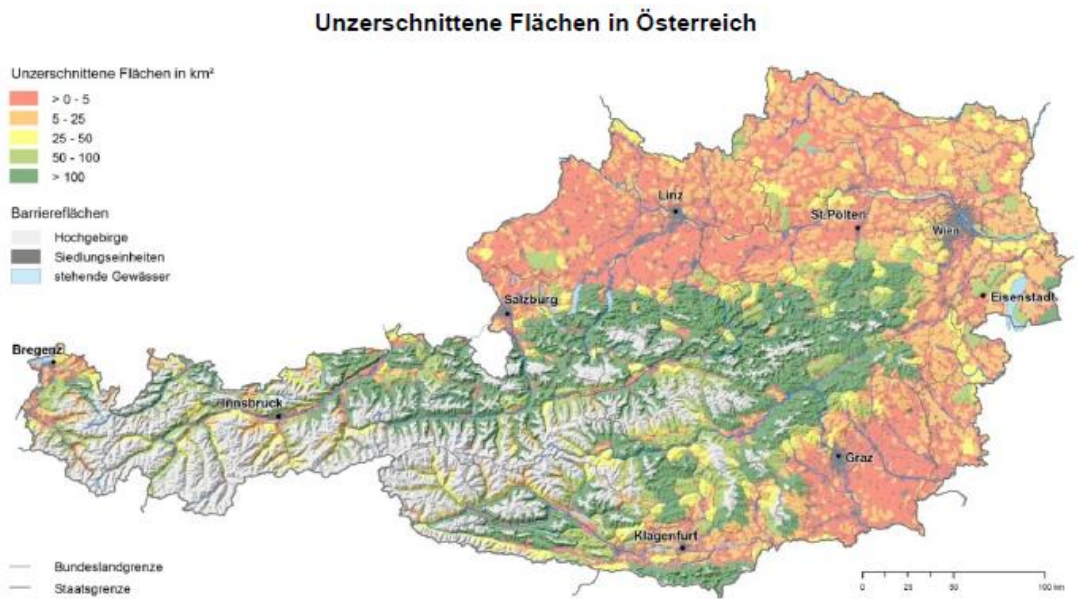 Unzerschnittene Flächen in Österreich
Unzerschnittene Flächen in km²
> 0 - 5
5 - 25
25 - 50
50 - 100
> 100
Barriereflächen
Hochgebirge
Siedlungseinheiten
stehende Gewässer
Linz
St.Pölten
Wien
Eisenstadt
Salzburg
Bregenz
Innsbruck
Graz
Klagenfurt
Bundeslandgrenze
Staatsgrenze
0 25 50 100 km